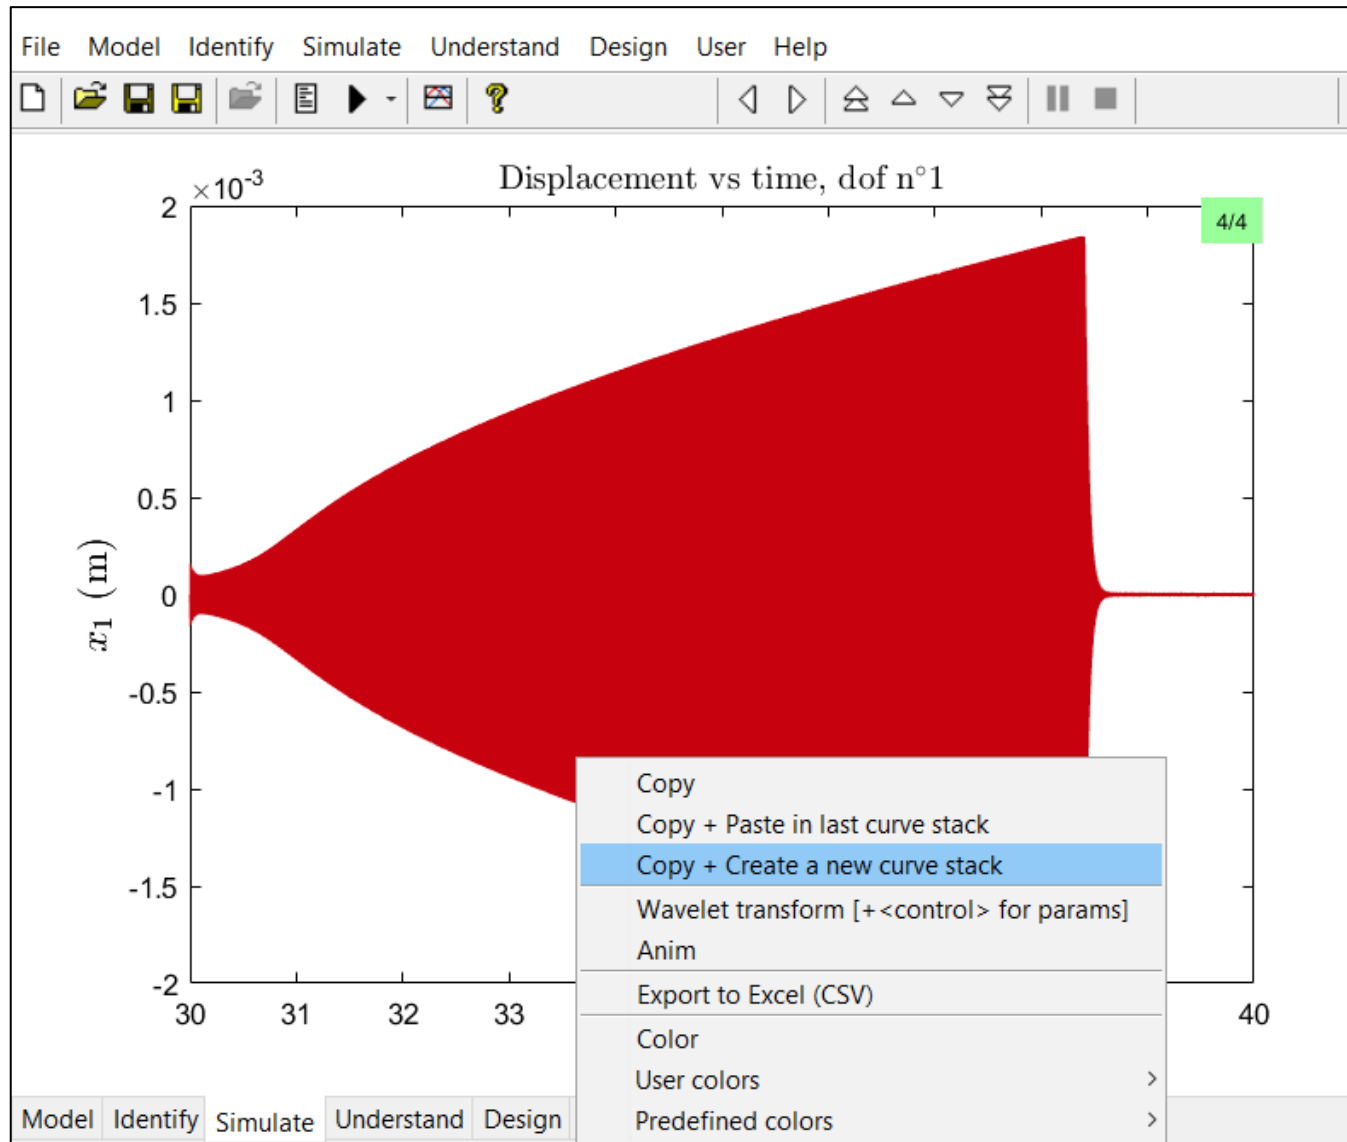 File Model Identify Simulate Understand Design User Help
Displacement vs time, dof n°1
×10-3
4/4
2
1.5
1
0.5
0
-0.5
-1
-1.5
-2
x1 (m)
30 31 32 33 40
Copy
Copy + Paste in last curve stack
Copy + Create a new curve stack
Wavelet transform [+<control> for params]
Anim
Export to Excel (CSV)
Color
User colors
Predefined colors
Model Identify Simulate Understand Design